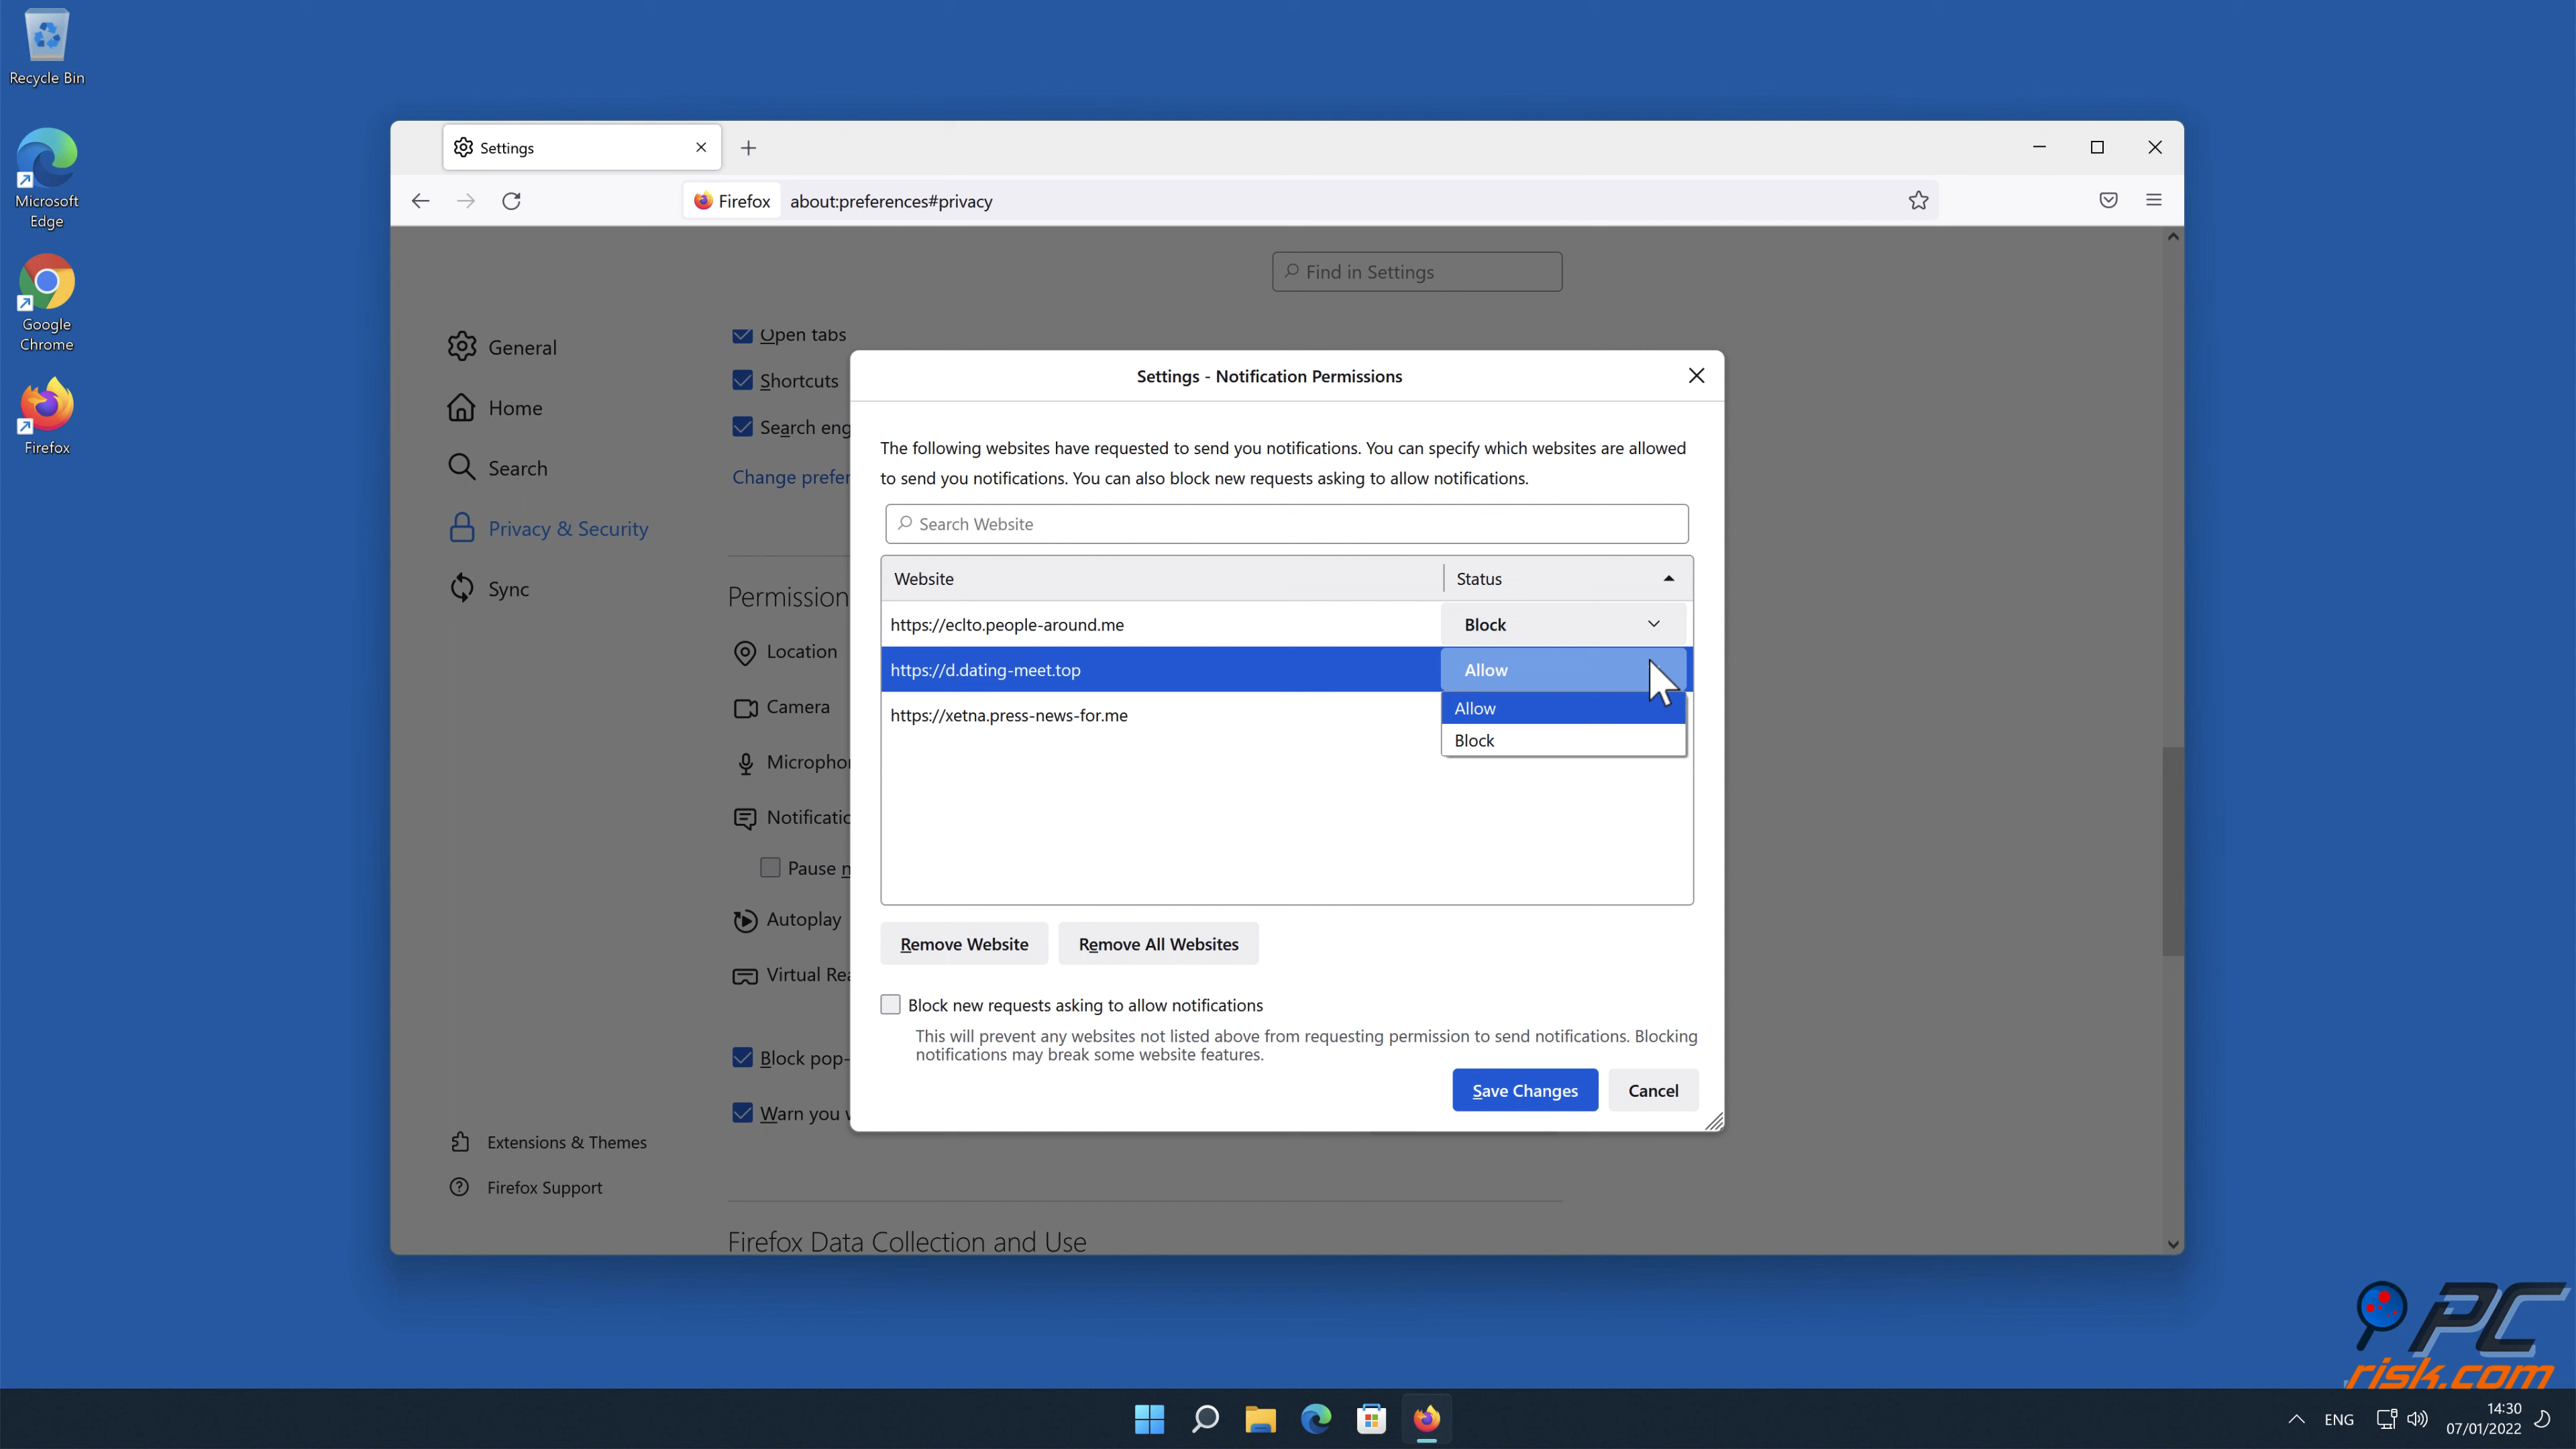 Recycle Bin
Microsoft
Edge
Google
Chrome
Firefox
Settings
Firefox
about:preferences#privacy
Find in Settings
General
Home
Search
Privacy & Security
Sync
Extensions & Themes
Firefox Support
Open tabs
Shortcuts
Search eng
Change prefer
Permission
Location
Camera
Micropho
Notificatio
Pause n
Autoplay
Virtual Rea
Block pop-
Warn you w
Firefox Data Collection and Use
Settings - Notification Permissions
The following websites have requested to send you notifications. You can specify which websites are allowed
to send you notifications. You can also block new requests asking to allow notifications.
Search Website
Website Status
https://eclto.people-around.me Block
https://d.dating-meet.top Allow
https://xetna.press-news-for.me
Allow
Block
Remove Website Remove All Websites
Block new requests asking to allow notifications
This will prevent any websites not listed above from requesting permission to send notifications. Blocking
notifications may break some website features.
Save Changes Cancel
PC
risk.com
ENG
14:30
07/01/2022